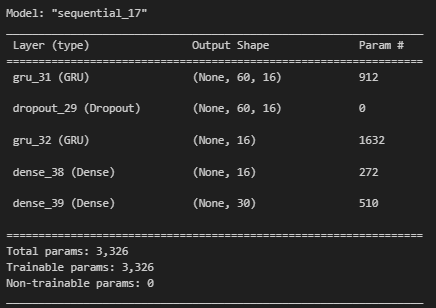 Model: "sequential_17"
Layer (type) Output Shape Param #
gru_31 (GRU) (None, 60, 16) 912
dropout_29 (Dropout) (None, 60, 16) 0
gru_32 (GRU) (None, 16) 1632
dense_38 (Dense) (None, 16) 272
dense_39 (Dense) (None, 30) 510
Total params: 3,326
Trainable params: 3,326
Non-trainable params: 0